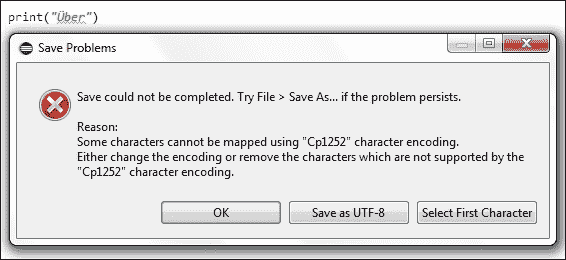 print("Über")
Save Problems
Save could not be completed. Try File > Save As... if the problem persists.
Reason:
Some characters cannot be mapped using "Cp1252" character encoding.
Either change the encoding or remove the characters which are not supported by the
"Cp1252" character encoding.
OK
Save as UTF-8
Select First Character